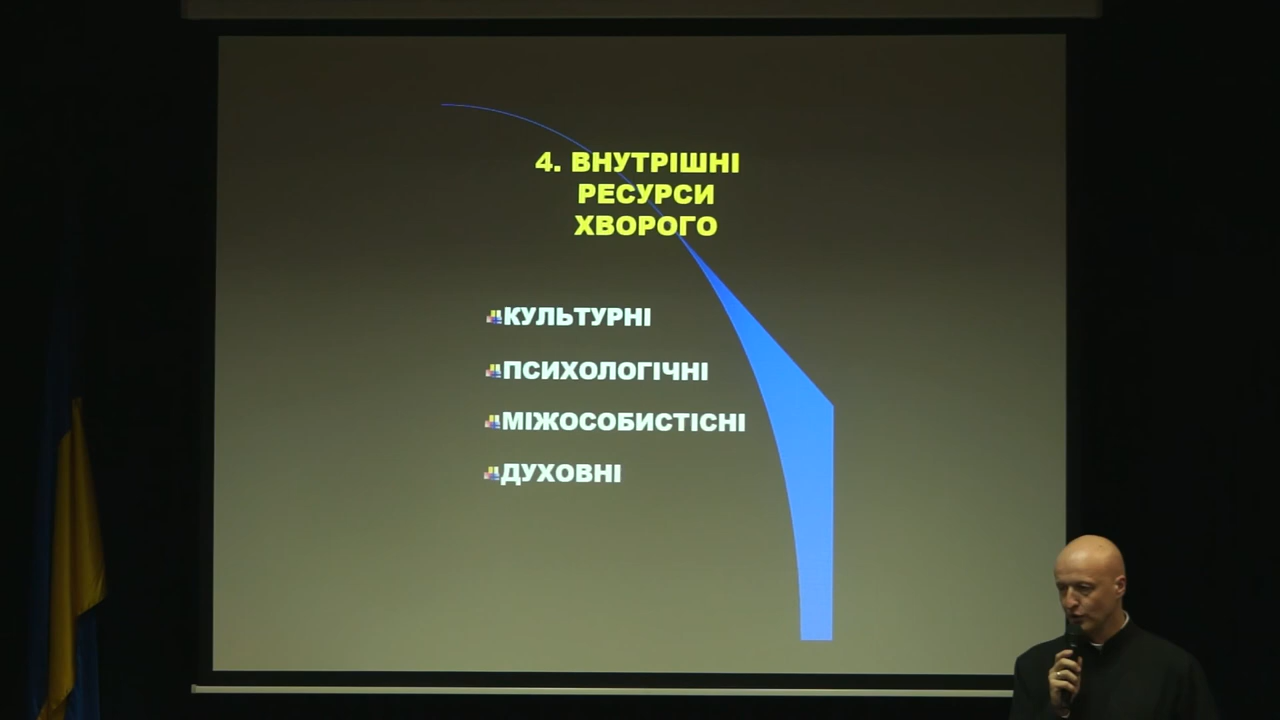 4. ВНУТРІШНІ
РЕСУРСИ
ХВОРОГО
КУЛЬТУРНІ
ПСИХОЛОГІЧНІ
МІЖОСОБИСТІСНІ
ДУХОВНІ